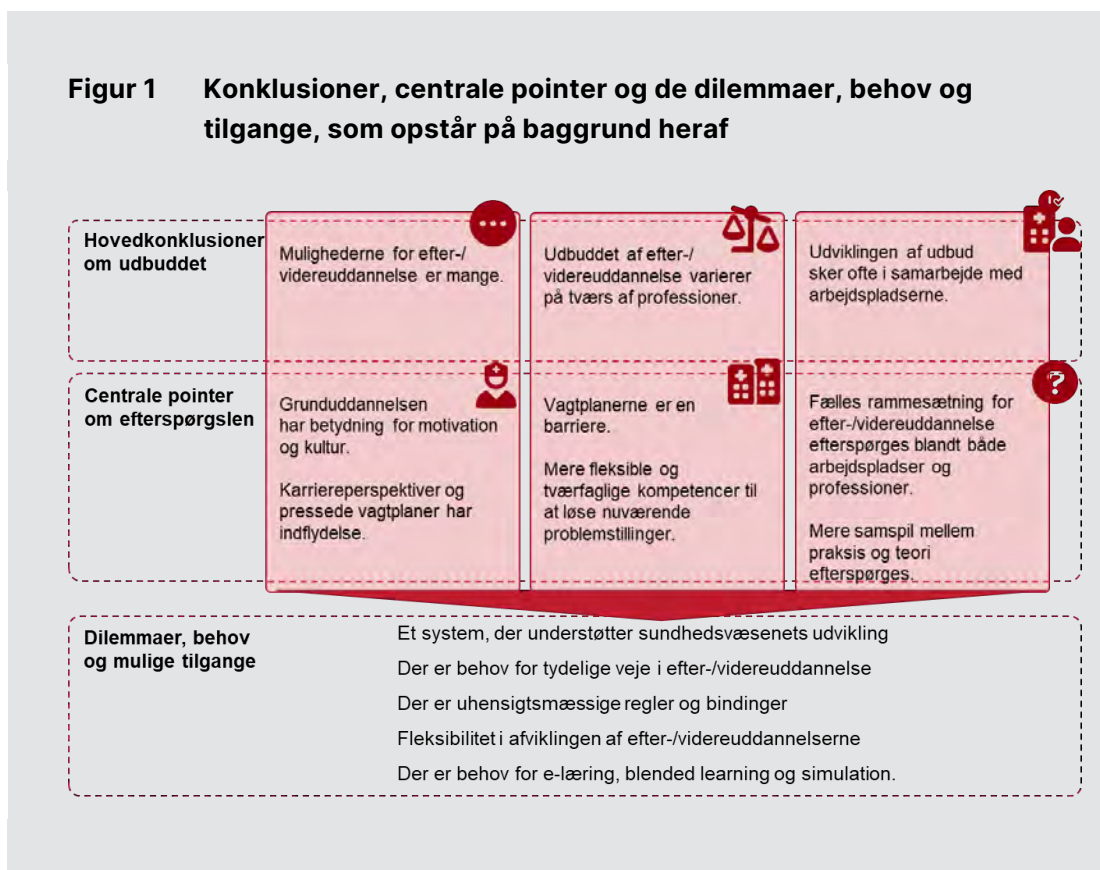 Figur 1 Konklusioner, centrale pointer og de dilemmaer, behov og
tilgange, som opstår på baggrund heraf
Hovedkonklusioner
om udbuddet
Mulighederne for efter-/
videreuddannelse er mange.
Udbuddet af efter-/
videreuddannelse varierer
på tværs af professioner.
Udviklingen af udbud
sker ofte i samarbejde med
arbejdspladserne.
Centrale pointer
om efterspørgslen
Grunduddannelsen
har betydning for motivation
og kultur.
Karriereperspektiver og
pressede vagtplaner har
indflydelse.
Vagtplanerne er en
barriere.
Mere fleksible og
tværfaglige kompetencer til
at løse nuværende
problemstillinger.
Fælles rammesætning for
efter-/videreuddannelse
efterspørges blandt både
arbejdspladser og
professioner.
Mere samspil mellem
praksis og teori
efterspørges.
Dilemmaer, behov
og mulige tilgange
Et system, der understøtter sundhedsvæsenets udvikling
Der er behov for tydelige veje i efter-/videreuddannelse
Der er uhensigtsmæssige regler og bindinger
Fleksibilitet i afviklingen af efter-/videreuddannelserne
Der er behov for e-læring, blended learning og simulation.